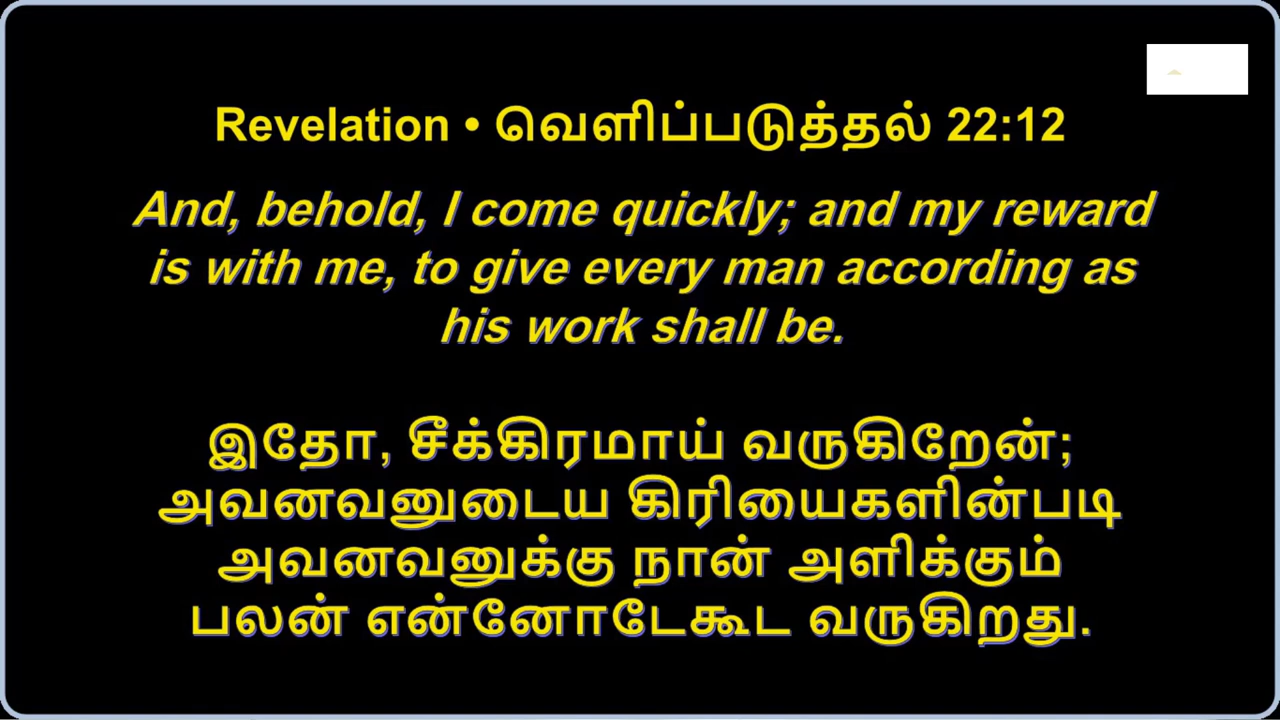 Revelation • வெளிப்படுத்தல் 22:12
And, behold, I come quickly; and my reward
is with me, to give every man according as
his work shall be.
இதோ, சீக்கிரமாய் வருகிறேன்;
அவனவனுடைய கிரியைகளின்படி
அவனவனுக்கு நான் அளிக்கும்
பலன் என்னோடேகூட வருகிறது.